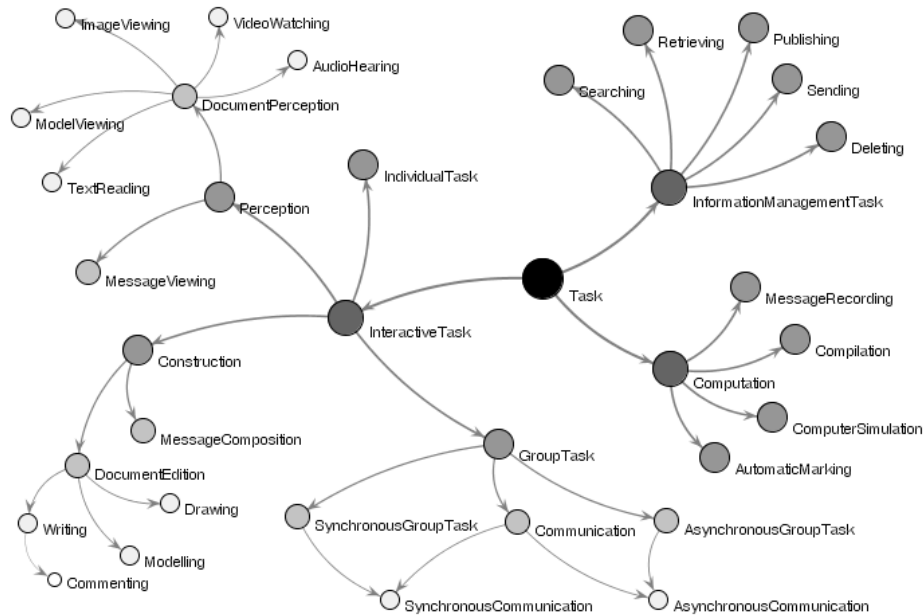 ImageViewing
VideoWatching
AudioHearing
DocumentPerception
ModelViewing
TextReading
Perception
MessageViewing
IndividualTask
Searching
Retrieving
Publishing
Sending
Deleting
InformationManagementTask
Task
InteractiveTask
MessageRecording
Compilation
Computation
ComputerSimulation
AutomaticMarking
Construction
MessageComposition
DocumentEdition
Drawing
Writing
Modelling
Commenting
GroupTask
SynchronousGroupTask
Communication
AsynchronousGroupTask
SynchronousCommunication
AsynchronousCommunication